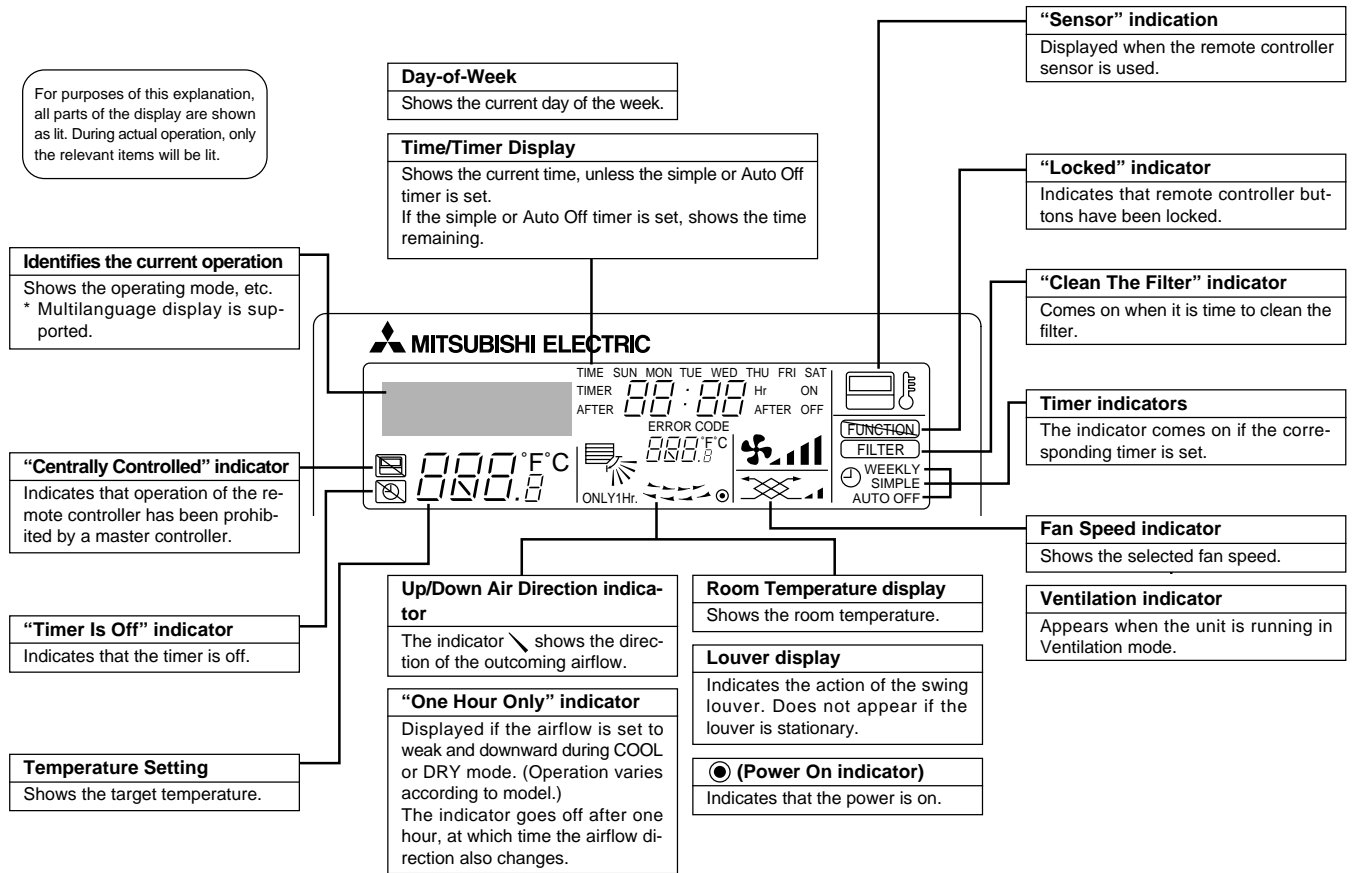 For purposes of this explanation,
all parts of the display are shown
as lit. During actual operation, only
the relevant items will be lit.
Day-of-Week
Shows the current day of the week.
Time/Timer Display
Shows the current time, unless the simple or Auto Off
timer is set.
If the simple or Auto Off timer is set, shows the time
remaining.
“Sensor” indication
Displayed when the remote controller
sensor is used.
“Locked” indicator
Indicates that remote controller but-
tons have been locked.
“Clean The Filter” indicator
Comes on when it is time to clean the
filter.
Timer indicators
The indicator comes on if the corre-
sponding timer is set.
Fan Speed indicator
Shows the selected fan speed.
Ventilation indicator
Appears when the unit is running in
Ventilation mode.
Identifies the current operation
Shows the operating mode, etc.
* Multilanguage display is sup-
ported.
“Centrally Controlled” indicator
Indicates that operation of the re-
mote controller has been prohib-
ited by a master controller.
“Timer Is Off” indicator
Indicates that the timer is off.
Temperature Setting
Shows the target temperature.
MITSUBISHI ELECTRIC
TIME SUN MON TUE WED THU FRI SAT
TIMER 88:88 Hr ON
AFTER AFTER OFF
ERROR CODE
888.8 °F°C
FUNCTION
FILTER
888.8 °F°C
WEEKLY
SIMPLE
AUTO OFF
ONLY1Hr.
Up/Down Air Direction indica-
tor
The indicator shows the direc-
tion of the outcoming airflow.
“One Hour Only” indicator
Displayed if the airflow is set to
weak and downward during COOL
or DRY mode. (Operation varies
according to model.)
The indicator goes off after one
hour, at which time the airflow di-
rection also changes.
Room Temperature display
Shows the room temperature.
Louver display
Indicates the action of the swing
louver. Does not appear if the
louver is stationary.
(Power On indicator)
Indicates that the power is on.